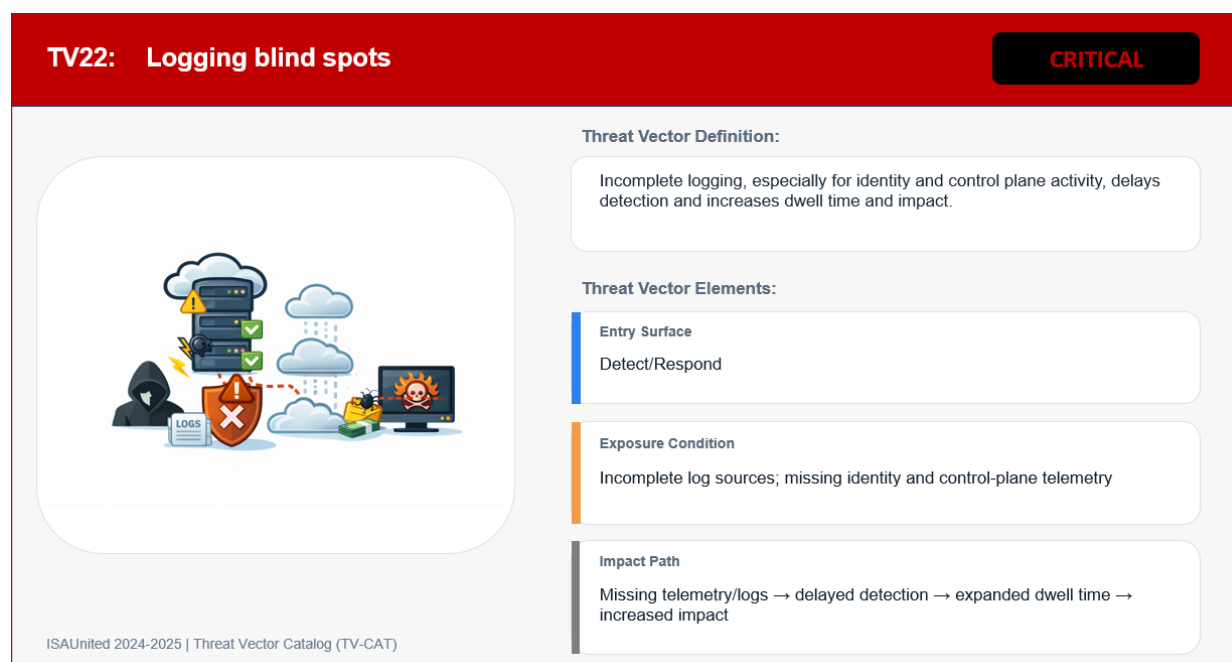 TV22: Logging blind spots
CRITICAL
Threat Vector Definition:
Incomplete logging, especially for identity and control plane activity, delays
detection and increases dwell time and impact.
Threat Vector Elements:
Entry Surface
Detect/Respond
Exposure Condition
Incomplete log sources; missing identity and control-plane telemetry
Impact Path
Missing telemetry/logs → delayed detection → expanded dwell time →
increased impact
LOGS
ISAUnited 2024-2025 | Threat Vector Catalog (TV-CAT)